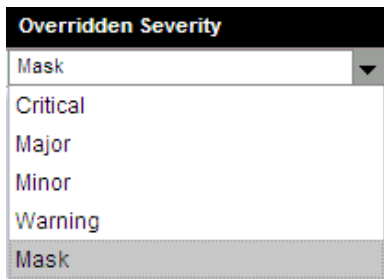 Overridden Severity
Mask
Critical
Major
Minor
Warning
Mask